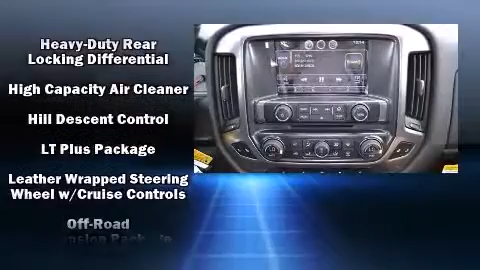 Heavy-Duty Rear
Locking Differential
High Capacity Air Cleaner
Hill Descent Control
LT Plus Package
Leather Wrapped Steering
Wheel w/Cruise Controls
Off-Road